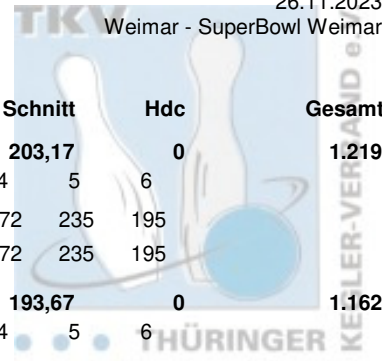 26.11.2023
TKV
Weimar - SuperBowl Weimar
Schnitt Hdc Gesamt
203,17 0 1.219
4 5 6
72 235 195
72 235 195
193,67 0 1.162
4 5 6
THÜRINGER
KEGLER-VERBAND e.V.